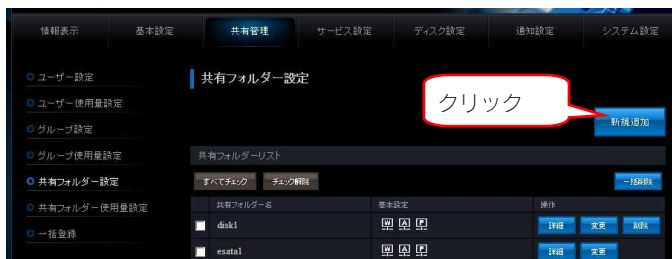 情報表示 基本設定 共有管理 サービス設定 ディスク設定 通知設定 システム設定
ユーザー設定
共有フォルダー設定
ユーザー使用量設定
クリック
グループ設定
新規追加
グループ使用量設定
共有フォルダーリスト
共有フォルダー設定
すべてチェック チェック解除 一括削除
共有フォルダー使用量設定
共有フォルダー名 基本設定 操作
一括登録
disk1 W A F 詳細 変更 削除
esata1 W A F 詳細 変更